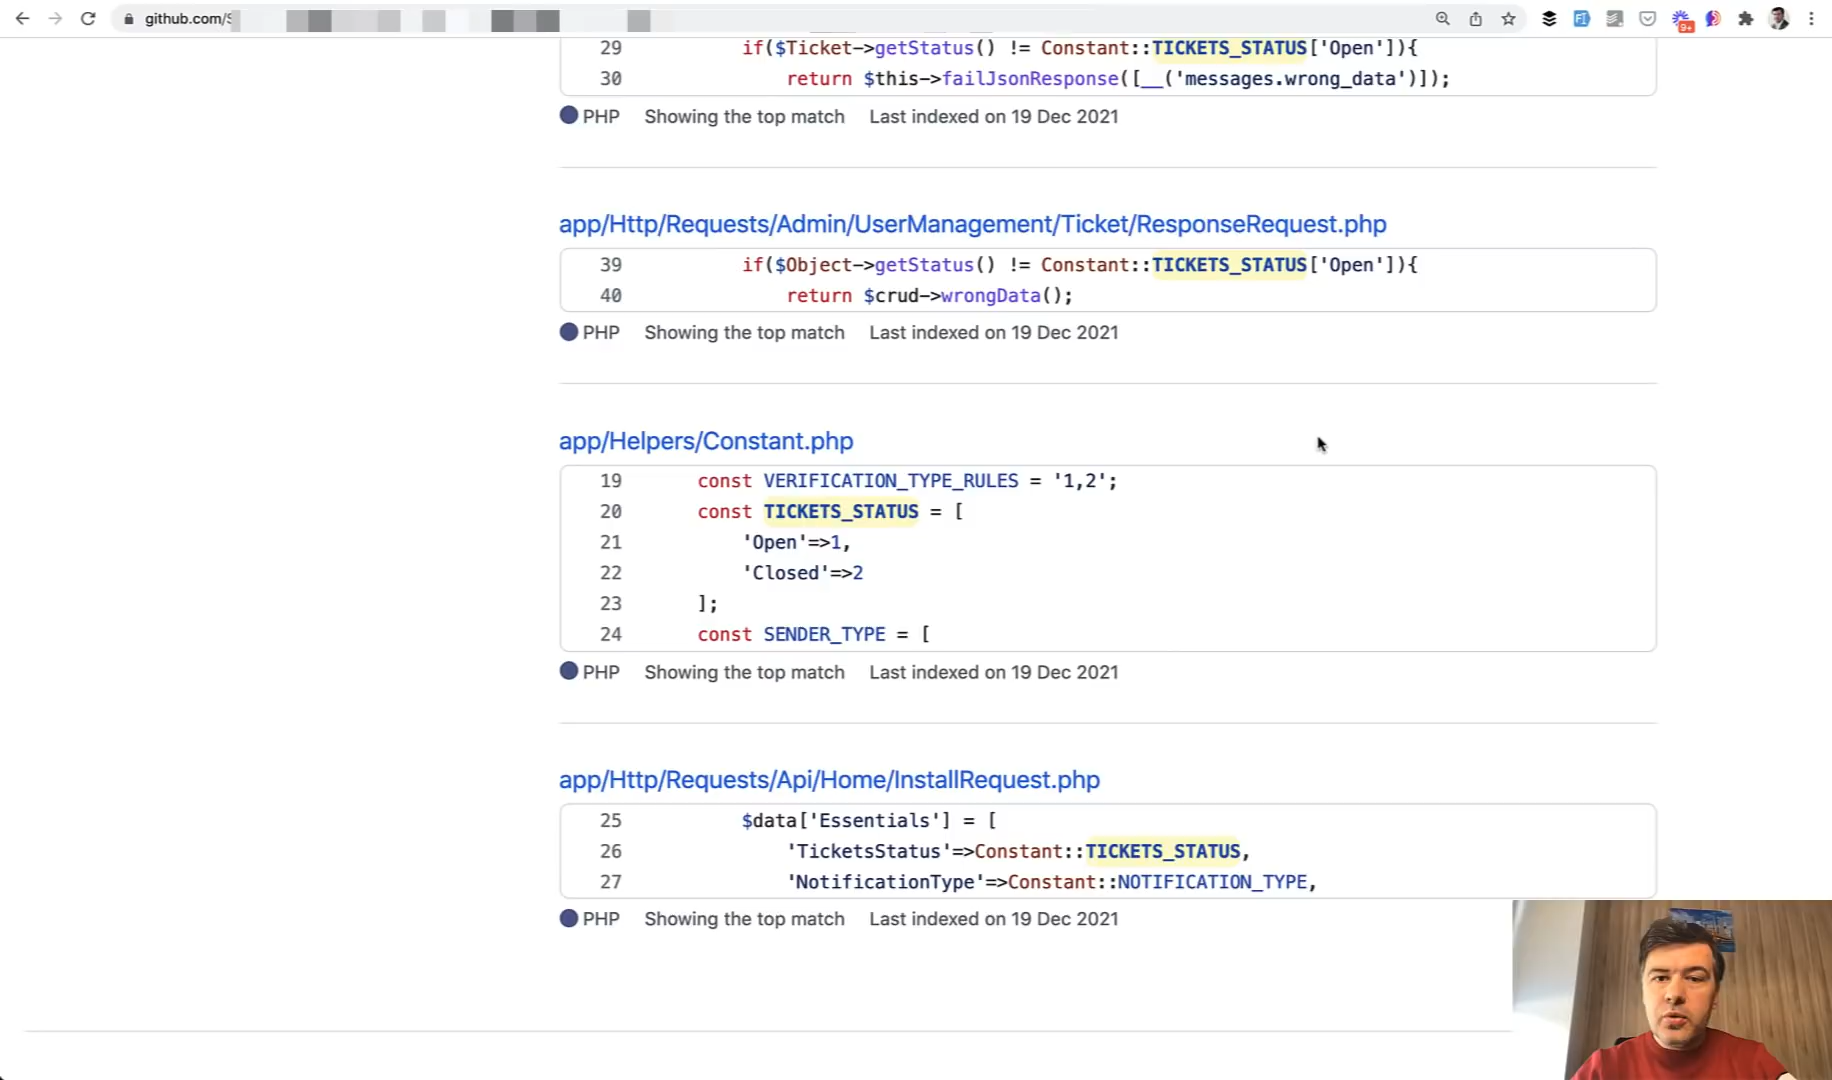 github.com/S
9+
29 if($Ticket->getStatus() != Constant::TICKETS_STATUS['Open']){
30 return $this->failJsonResponse([__('messages.wrong_data')]);
PHP Showing the top match Last indexed on 19 Dec 2021
app/Http/Requests/Admin/UserManagement/Ticket/ResponseRequest.php
39 if($Object->getStatus() != Constant::TICKETS_STATUS['Open']){
40 return $crud->wrongData();
PHP Showing the top match Last indexed on 19 Dec 2021
app/Helpers/Constant.php
19 const VERIFICATION_TYPE_RULES = '1,2';
20 const TICKETS_STATUS = [
21 'Open'=>1,
22 'Closed'=>2
23 ];
24 const SENDER_TYPE = [
PHP Showing the top match Last indexed on 19 Dec 2021
app/Http/Requests/Api/Home/InstallRequest.php
25 $data['Essentials'] = [
26 'TicketsStatus'=>Constant::TICKETS_STATUS,
27 'NotificationType'=>Constant::NOTIFICATION_TYPE,
PHP Showing the top match Last indexed on 19 Dec 2021